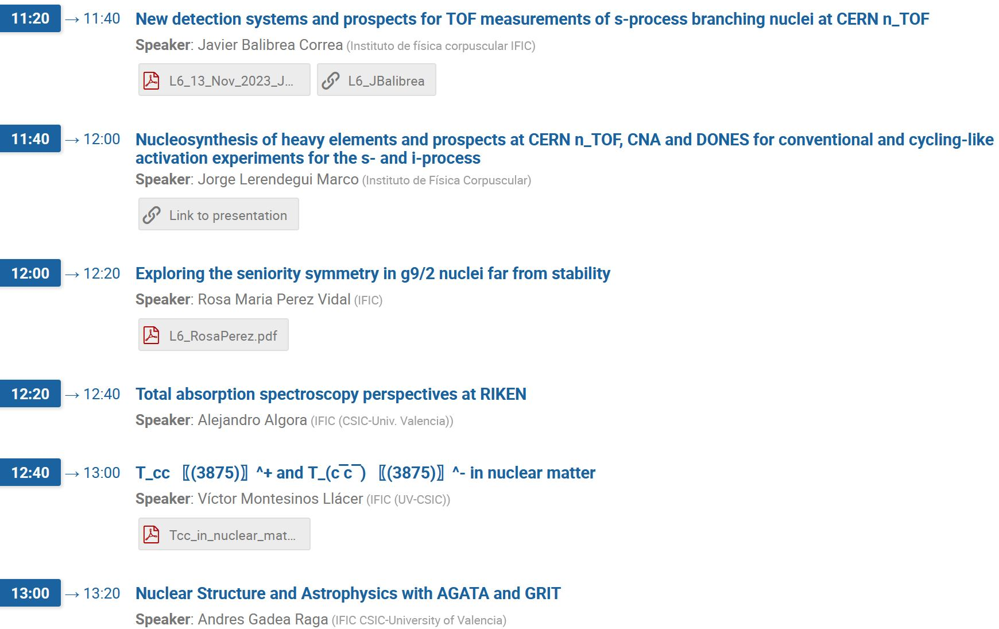 11:20 → 11:40 New detection systems and prospects for TOF measurements of s-process branching nuclei at CERN n_TOF
Speaker: Javier Balibrea Correa (Instituto de física corpuscular IFIC)
L6_13_Nov_2023_J... L6_JBalibrea
11:40 → 12:00 Nucleosynthesis of heavy elements and prospects at CERN n_TOF, CNA and DONES for conventional and cycling-like
activation experiments for the s- and i-process
Speaker: Jorge Lerendegui Marco (Instituto de Física Corpuscular)
Link to presentation
12:00 → 12:20 Exploring the seniority symmetry in g9/2 nuclei far from stability
Speaker: Rosa Maria Perez Vidal (IFIC)
L6_RosaPerez.pdf
12:20 → 12:40 Total absorption spectroscopy perspectives at RIKEN
Speaker: Alejandro Algora (IFIC (CSIC-Univ. Valencia))
12:40 → 13:00 T_cc 〖(3875)〗^+ and T_(c ̅c ̅ ) 〖(3875)〗^- in nuclear matter
Speaker: Víctor Montesinos Llácer (IFIC (UV-CSIC))
Tcc_in_nuclear_mat...
13:00 → 13:20 Nuclear Structure and Astrophysics with AGATA and GRIT
Speaker: Andres Gadea Raga (IFIC CSIC-University of Valencia)